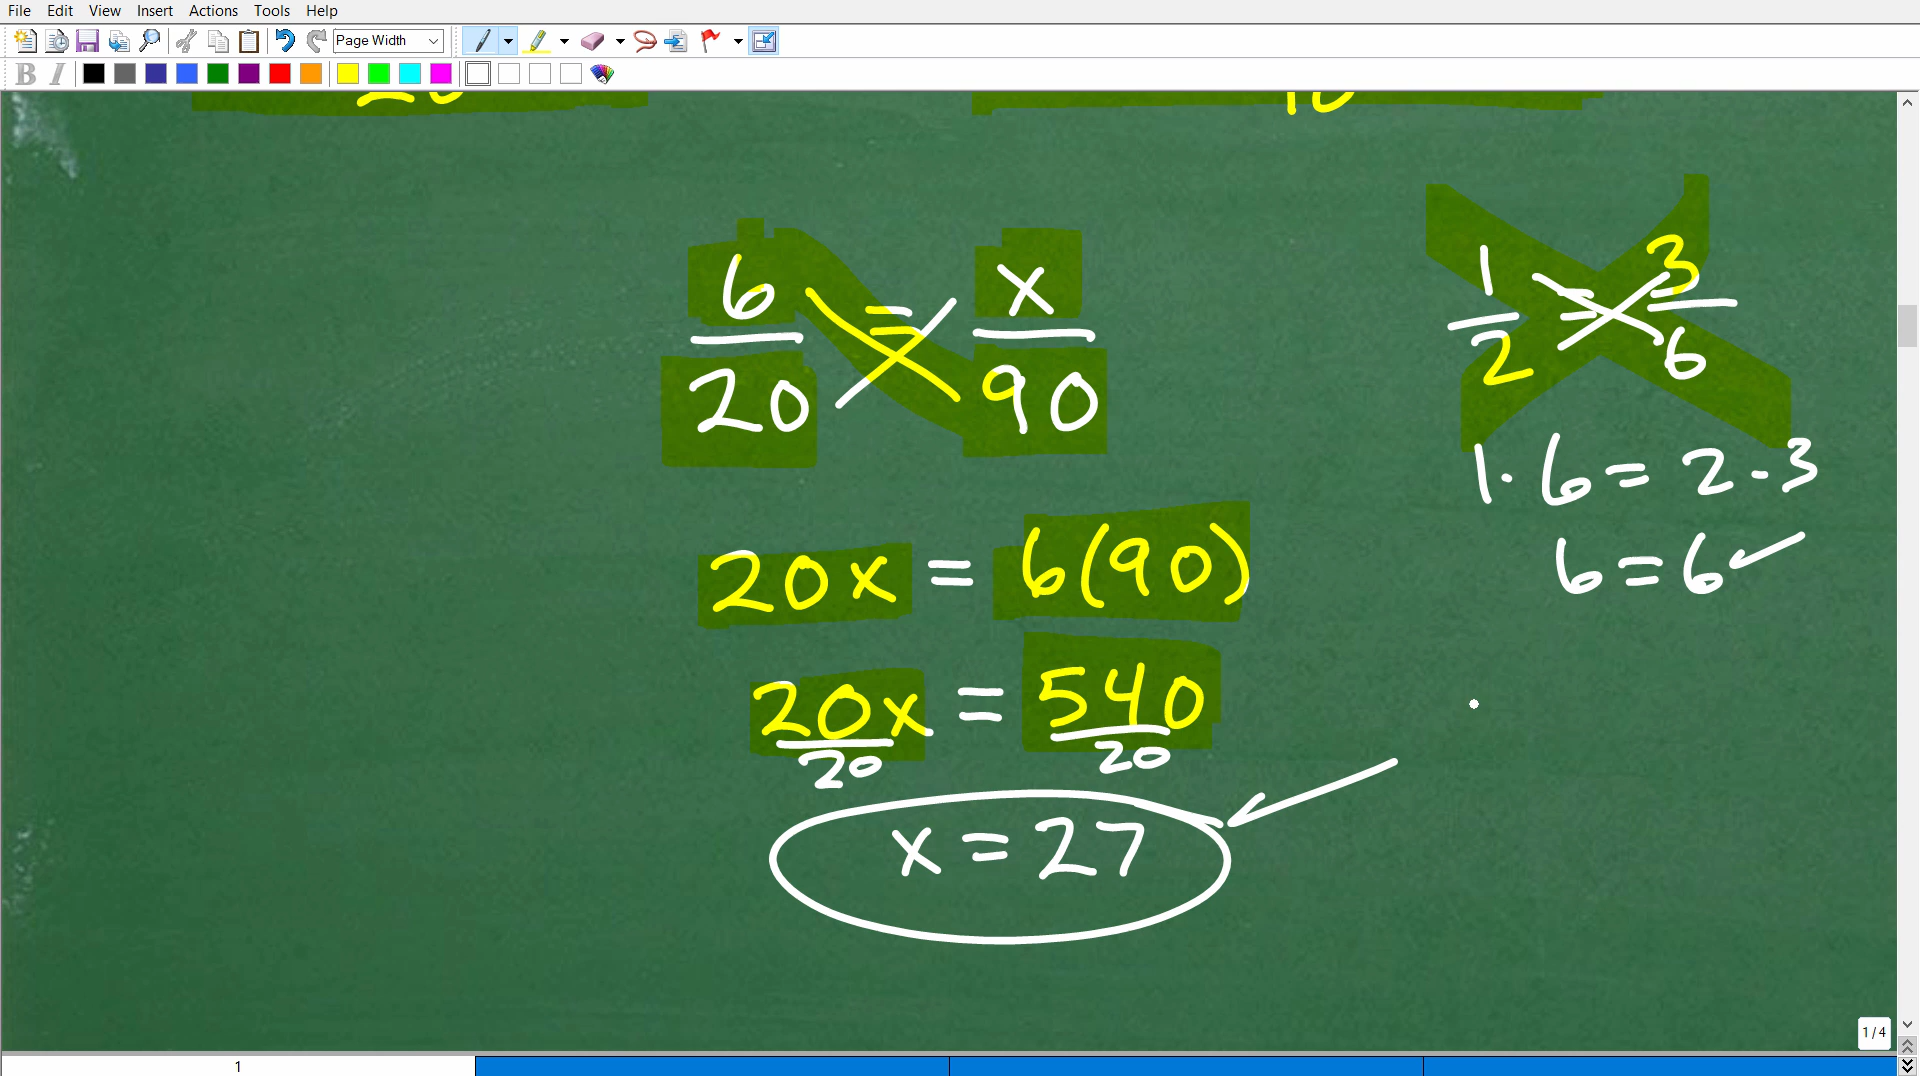 File Edit View Insert Actions Tools Help
Page Width
B I
6/20 = x/90
20x = 6(90)
20x/20 = 540/20
x = 27
1/2 = 3/6
1·6 = 2·3
6 = 6
1/4
1